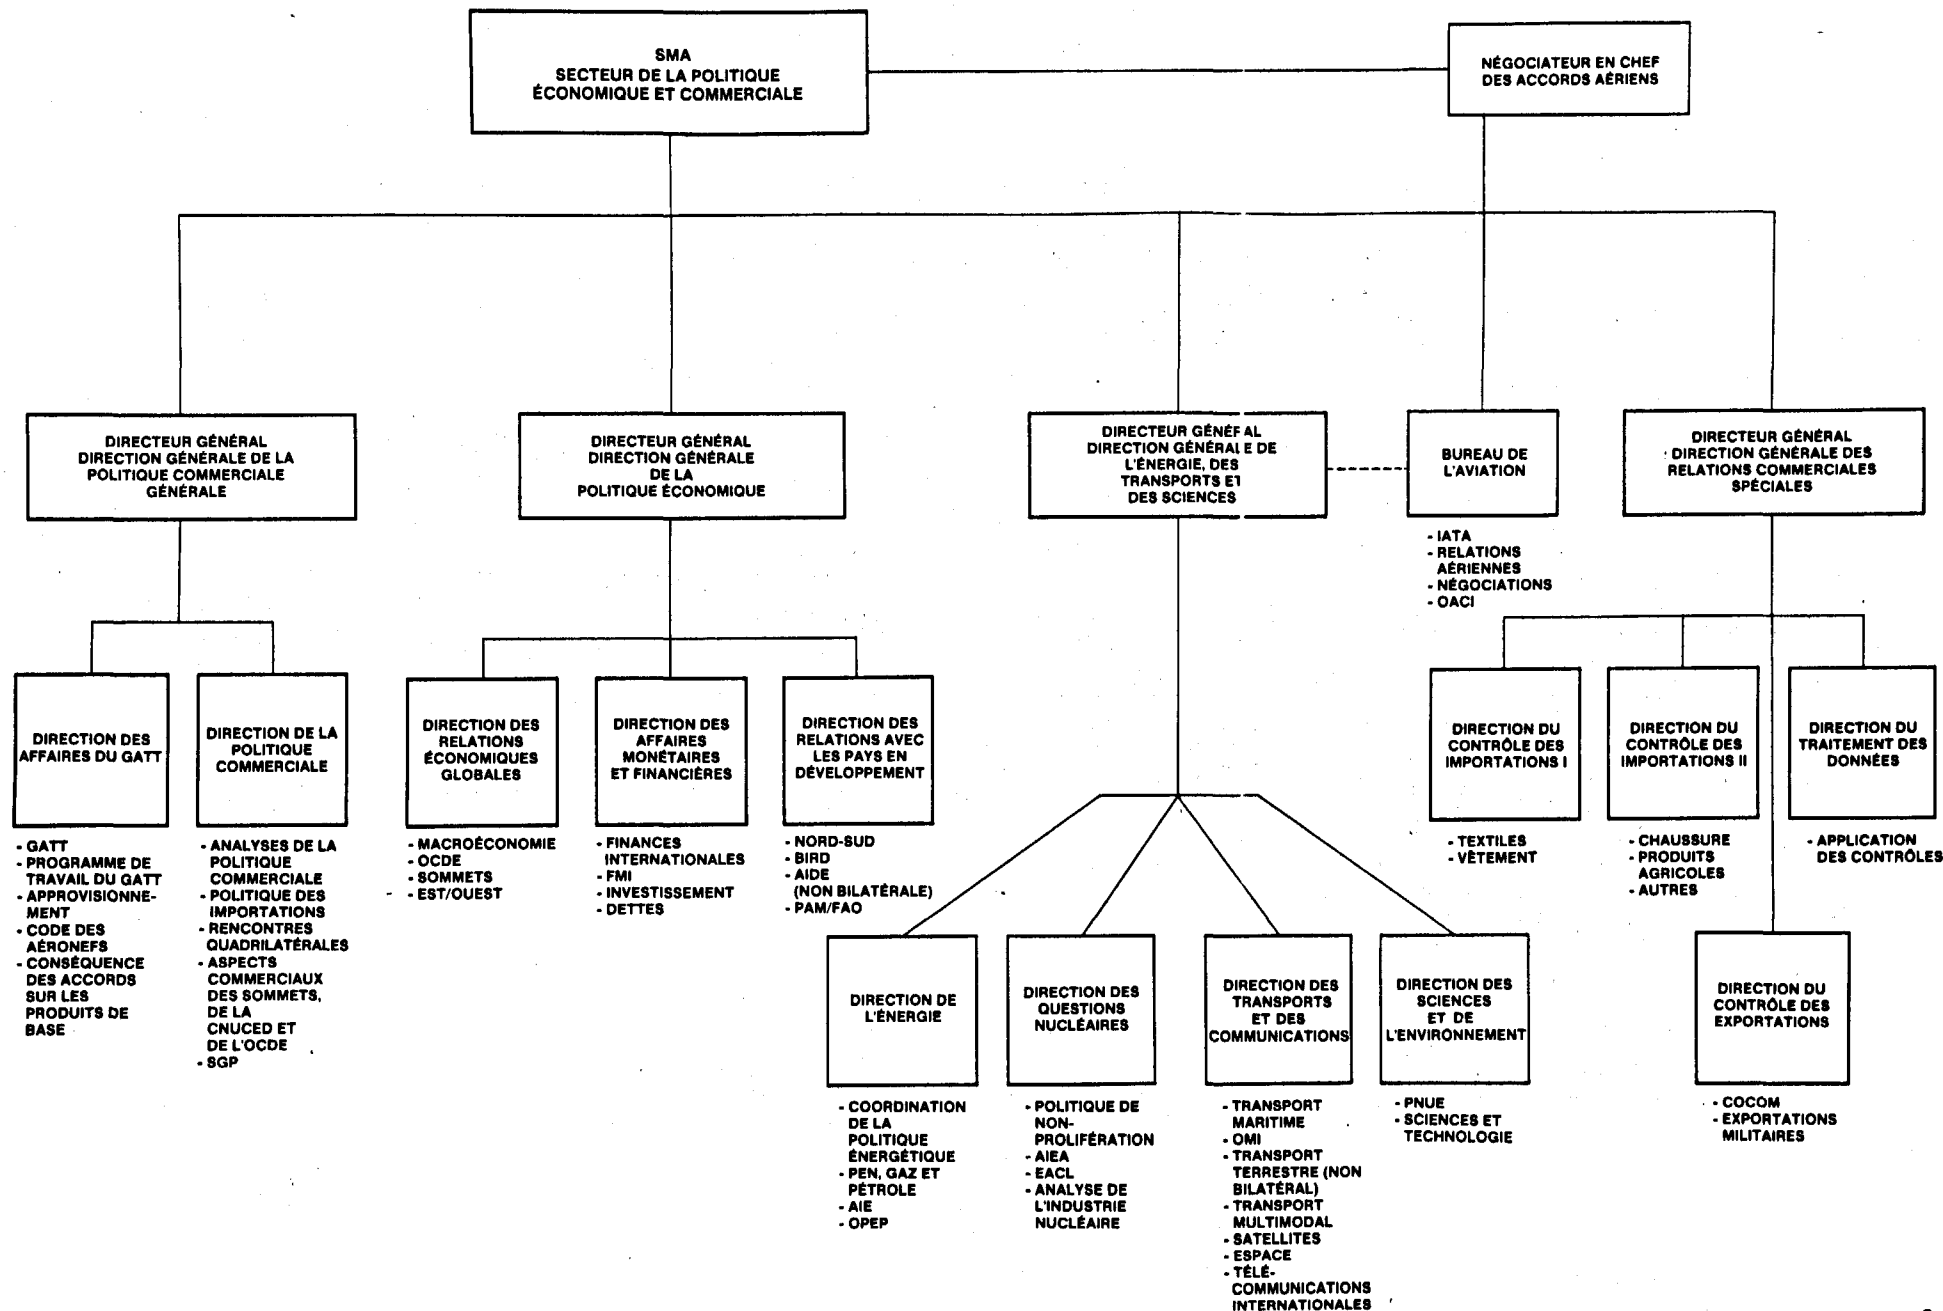 SMA
SECTEUR DE LA POLITIQUE
ÉCONOMIQUE ET COMMERCIALE
NÉGOCIATEUR EN CHEF
DES ACCORDS AÉRIENS
DIRECTEUR GÉNÉRAL
DIRECTION GÉNÉRALE DE LA
POLITIQUE COMMERCIALE
GÉNÉRALE
DIRECTEUR GÉNÉRAL
DIRECTION GÉNÉRALE
DE LA
POLITIQUE ÉCONOMIQUE
DIRECTEUR GÉNÉRAL
DIRECTION GÉNÉRALE DE
L'ÉNERGIE, DES
TRANSPORTS ET
DES SCIENCES
BUREAU DE
L'AVIATION
- IATA
- RELATIONS
AÉRIENNES
- NÉGOCIATIONS
- OACI
DIRECTEUR GÉNÉRAL
DIRECTION GÉNÉRALE DES
RELATIONS COMMERCIALES
SPÉCIALES
DIRECTION DES
AFFAIRES DU GATT
- GATT
- PROGRAMME DE
TRAVAIL DU GATT
- APPROVISIONNE-
MENT
- CODE DES
AÉRONEFS
- CONSÉQUENCE
DES ACCORDS
SUR LES
PRODUITS DE
BASE
DIRECTION DE LA
POLITIQUE
COMMERCIALE
- ANALYSES DE LA
POLITIQUE
COMMERCIALE
- POLITIQUE DES
IMPORTATIONS
- RENCONTRES
QUADRILATÉRALES
- ASPECTS
COMMERCIAUX
DES SOMMETS,
DE LA
CNUCED ET
DE L'OCDE
- SGP
DIRECTION DES
RELATIONS
ÉCONOMIQUES
GLOBALES
- MACROÉCONOMIE
- OCDE
- SOMMETS
- EST/OUEST
DIRECTION DES
AFFAIRES
MONÉTAIRES
ET FINANCIÈRES
- FINANCES
INTERNATIONALES
- FMI
- INVESTISSEMENT
- DETTES
DIRECTION DES
RELATIONS AVEC
LES PAYS EN
DÉVELOPPEMENT
- NORD-SUD
- BIRD
- AIDE
(NON BILATÉRALE)
- PAM/FAO
DIRECTION DU
CONTRÔLE DES
IMPORTATIONS I
- TEXTILES
- VÊTEMENT
DIRECTION DU
CONTRÔLE DES
IMPORTATIONS II
- CHAUSSURE
- PRODUITS
AGRICOLES
- AUTRES
DIRECTION DU
TRAITEMENT DES
DONNÉES
- APPLICATION
DES CONTRÔLES
DIRECTION DE
L'ÉNERGIE
- COORDINATION
DE LA
POLITIQUE
ÉNERGÉTIQUE
- PEN, GAZ ET
PÉTROLE
- AIE
- OPEP
DIRECTION DES
QUESTIONS
NUCLÉAIRES
- POLITIQUE DE
NON-
PROLIFÉRATION
- AIEA
- EACL
- ANALYSE DE
L'INDUSTRIE
NUCLÉAIRE
DIRECTION DES
TRANSPORTS
ET DES
COMMUNICATIONS
- TRANSPORT
MARITIME
- OMI
- TRANSPORT
TERRESTRE (NON
BILATÉRAL)
- TRANSPORT
MULTIMODAL
- SATELLITES
- ESPACE
- TÉLÉ-
COMMUNICATIONS
INTERNATIONALES
DIRECTION DES
SCIENCES
ET DE
L'ENVIRONNEMENT
- PNUE
- SCIENCES ET
TECHNOLOGIE
DIRECTION DU
CONTRÔLE DES
EXPORTATIONS
- COCOM
- EXPORTATIONS
MILITAIRES